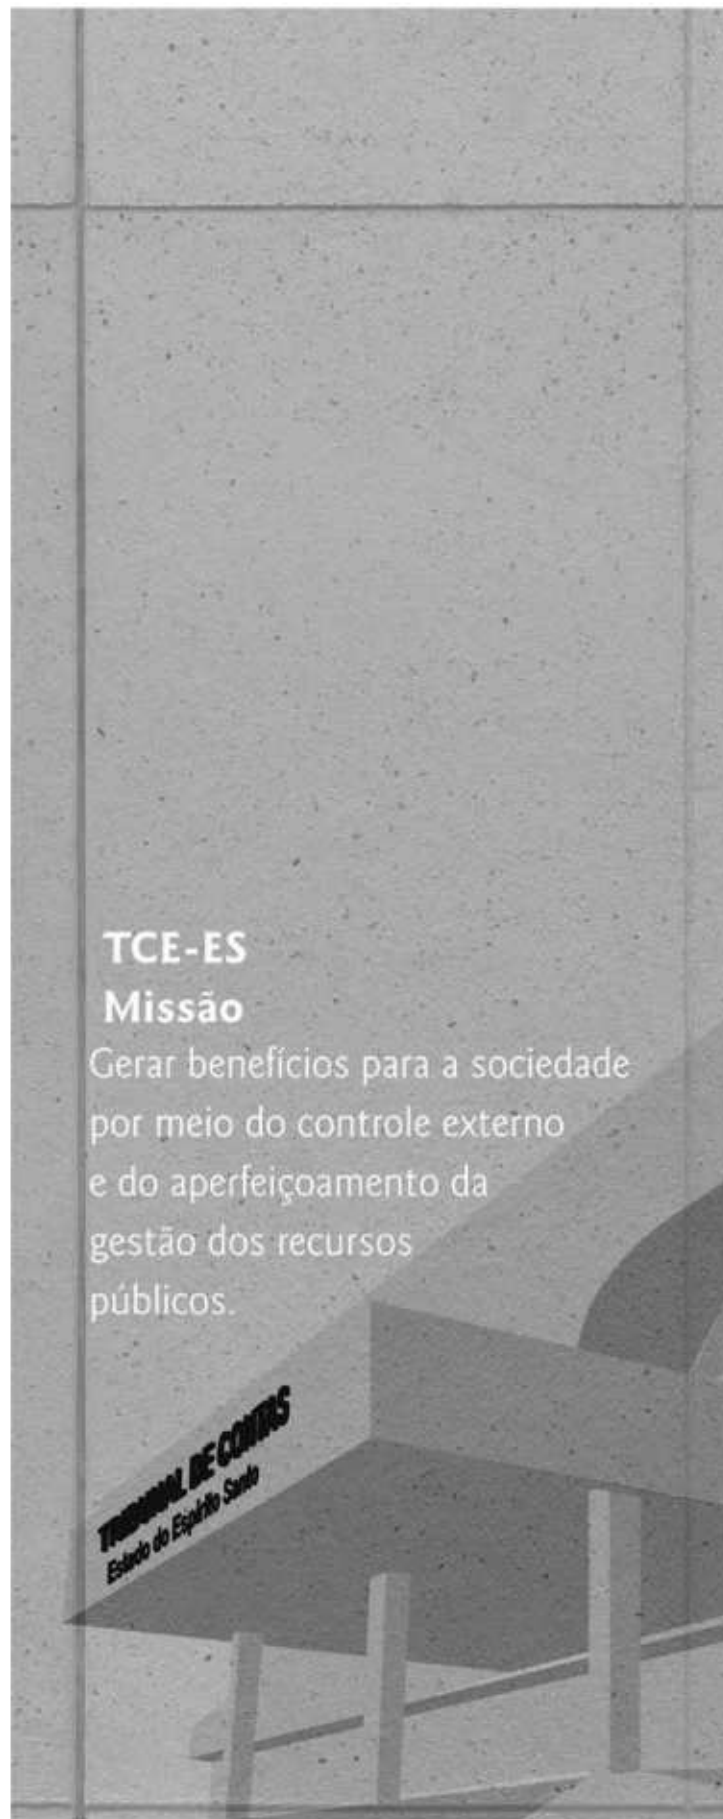 TCE-ES
Missão
Gerar benefícios para a sociedade
por meio do controle externo
e do aperfeiçoamento da
gestão dos recursos
públicos.
TRIBUNAL DE CONTAS
Estado do Espírito Santo